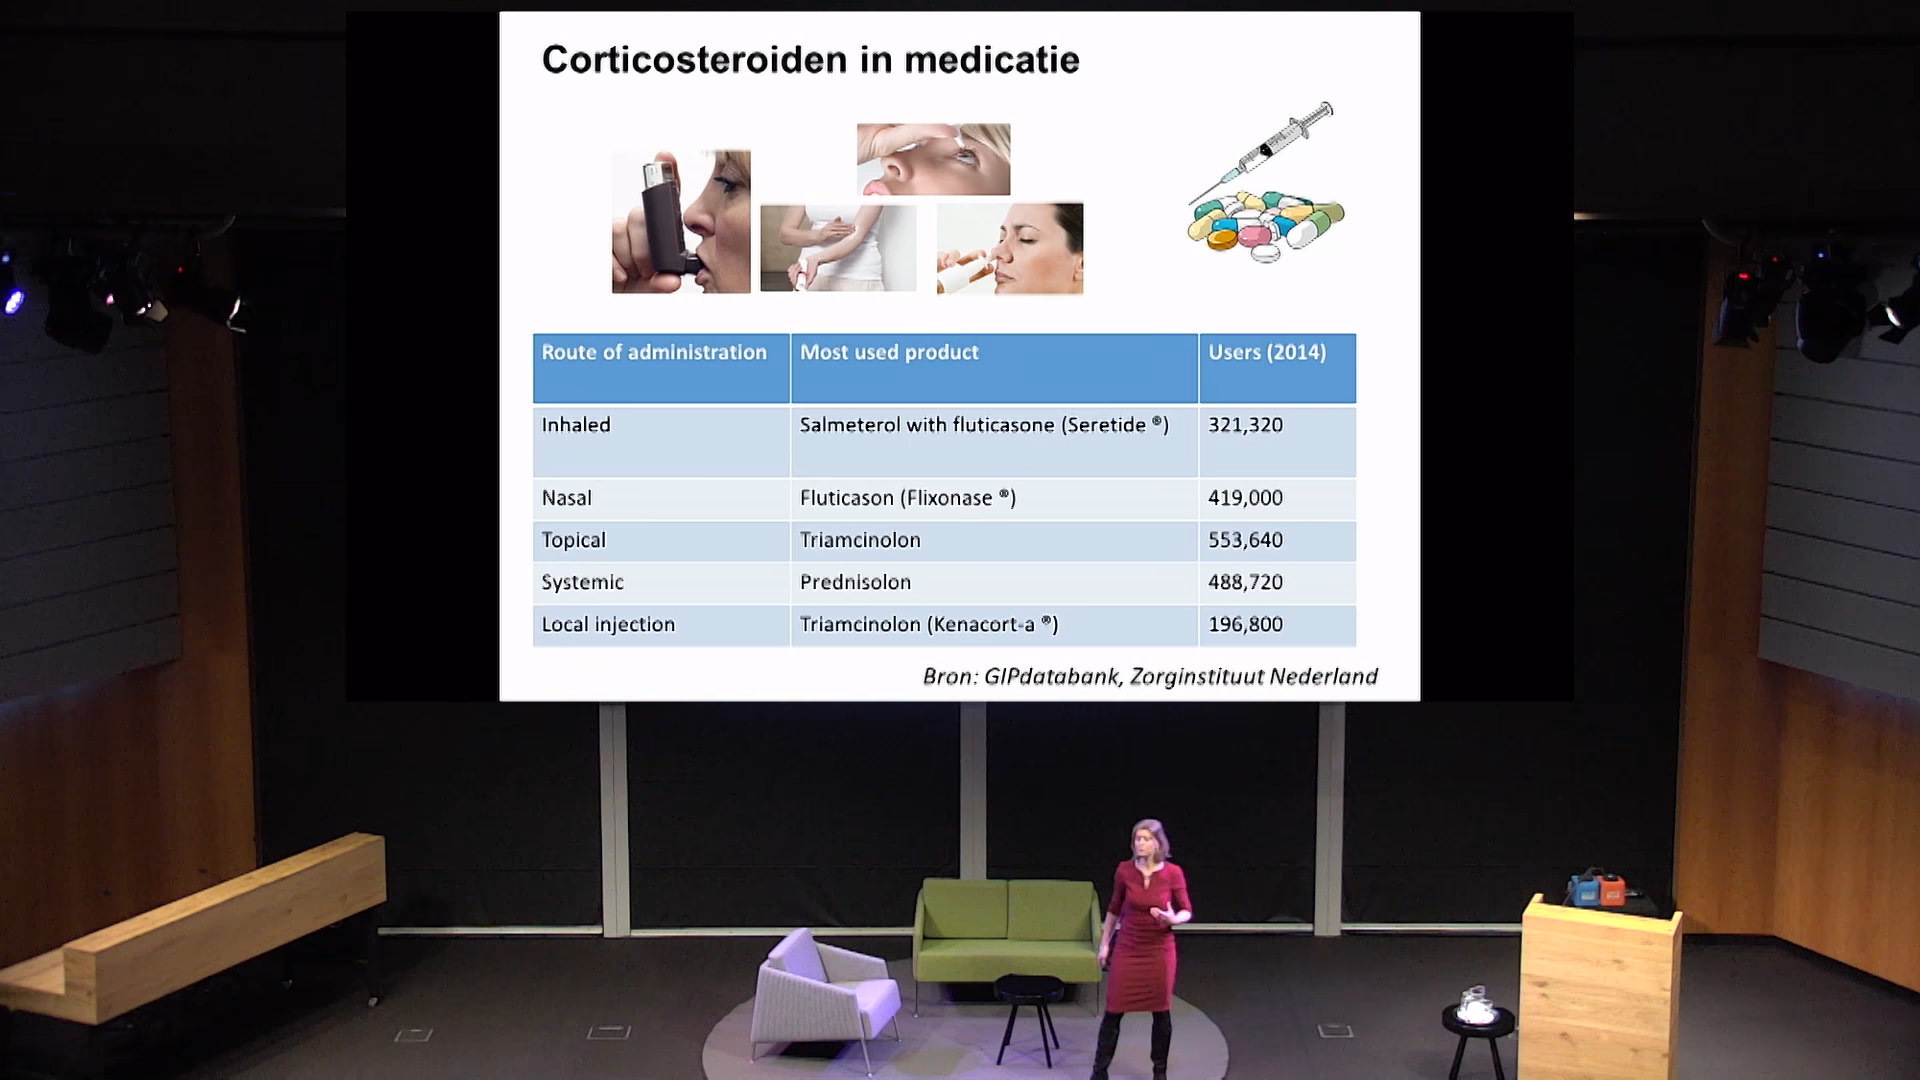 Corticosteroiden in medicatie
Route of administration Most used product Users (2014)
Inhaled Salmeterol with fluticasone (Seretide ®) 321,320
Nasal Fluticason (Flixonase ®) 419,000
Topical Triamcinolon 553,640
Systemic Prednisolon 488,720
Local injection Triamcinolon (Kenacort-a ®) 196,800
Bron: GIPdatabank, Zorginstituut Nederland